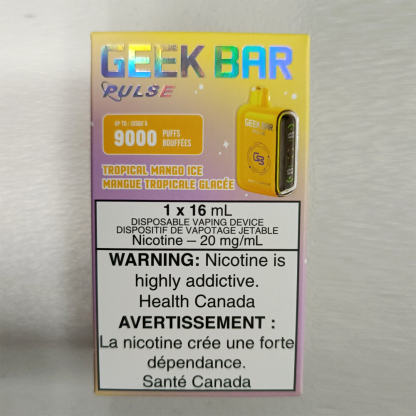 GEEK BAR
PULSE
UP TO / JUSQU'À
9000 PUFFS
BOUFFÉES
GEEK BAR
TROPICAL MANGO ICE
MANGUE TROPICALE GLACÉE
1 x 16 mL
DISPOSABLE VAPING DEVICE
DISPOSITIF DE VAPOTAGE JETABLE
Nicotine – 20 mg/mL
WARNING: Nicotine is
highly addictive.
Health Canada
AVERTISSEMENT :
La nicotine crée une forte
dépendance.
Santé Canada